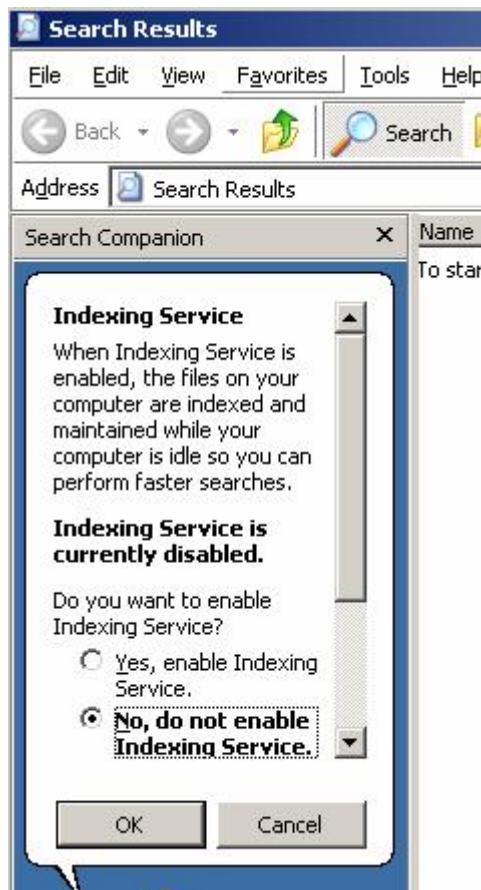 Search Results
File Edit View Favorites Tools Help
Back Search
Address Search Results
Search Companion
Name
To star
Indexing Service
When Indexing Service is
enabled, the files on your
computer are indexed and
maintained while your
computer is idle so you can
perform faster searches.
Indexing Service is
currently disabled.
Do you want to enable
Indexing Service?
Yes, enable Indexing
Service.
No, do not enable
Indexing Service.
OK Cancel